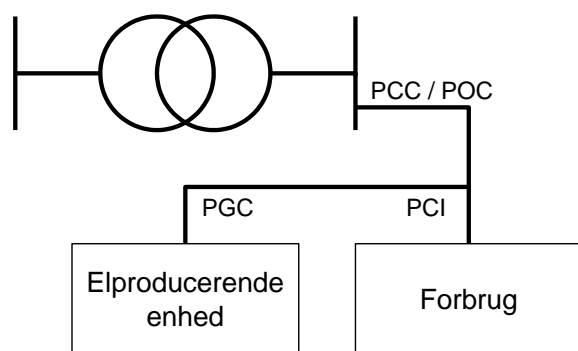 PCC / POC
PGC
PCI
Elproducerende
enhed
Forbrug